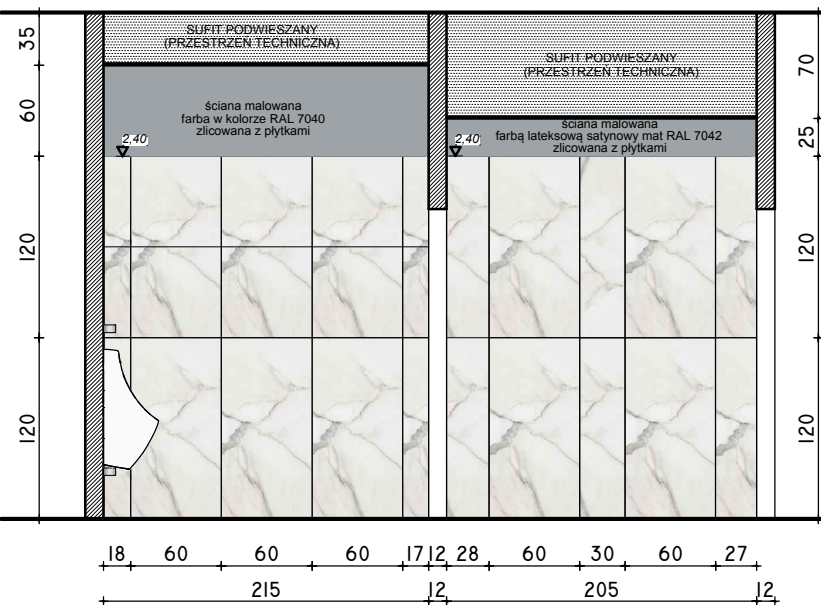 SUFIT PODWIESZANY
(PRZESTRZEŃ TECHNICZNA)
ściana malowana
farba w kolorze RAL 7040
zlicowana z płytkami
2,40
SUFIT PODWIESZANY
(PRZESTRZEŃ TECHNICZNA)
ściana malowana
farbą lateksową satynowy mat RAL 7042
zlicowana z płytkami
2,40
35
60
120
120
70
25
120
120
18 60 60 60 17 12 28 60 30 60 27
215 12 205 12